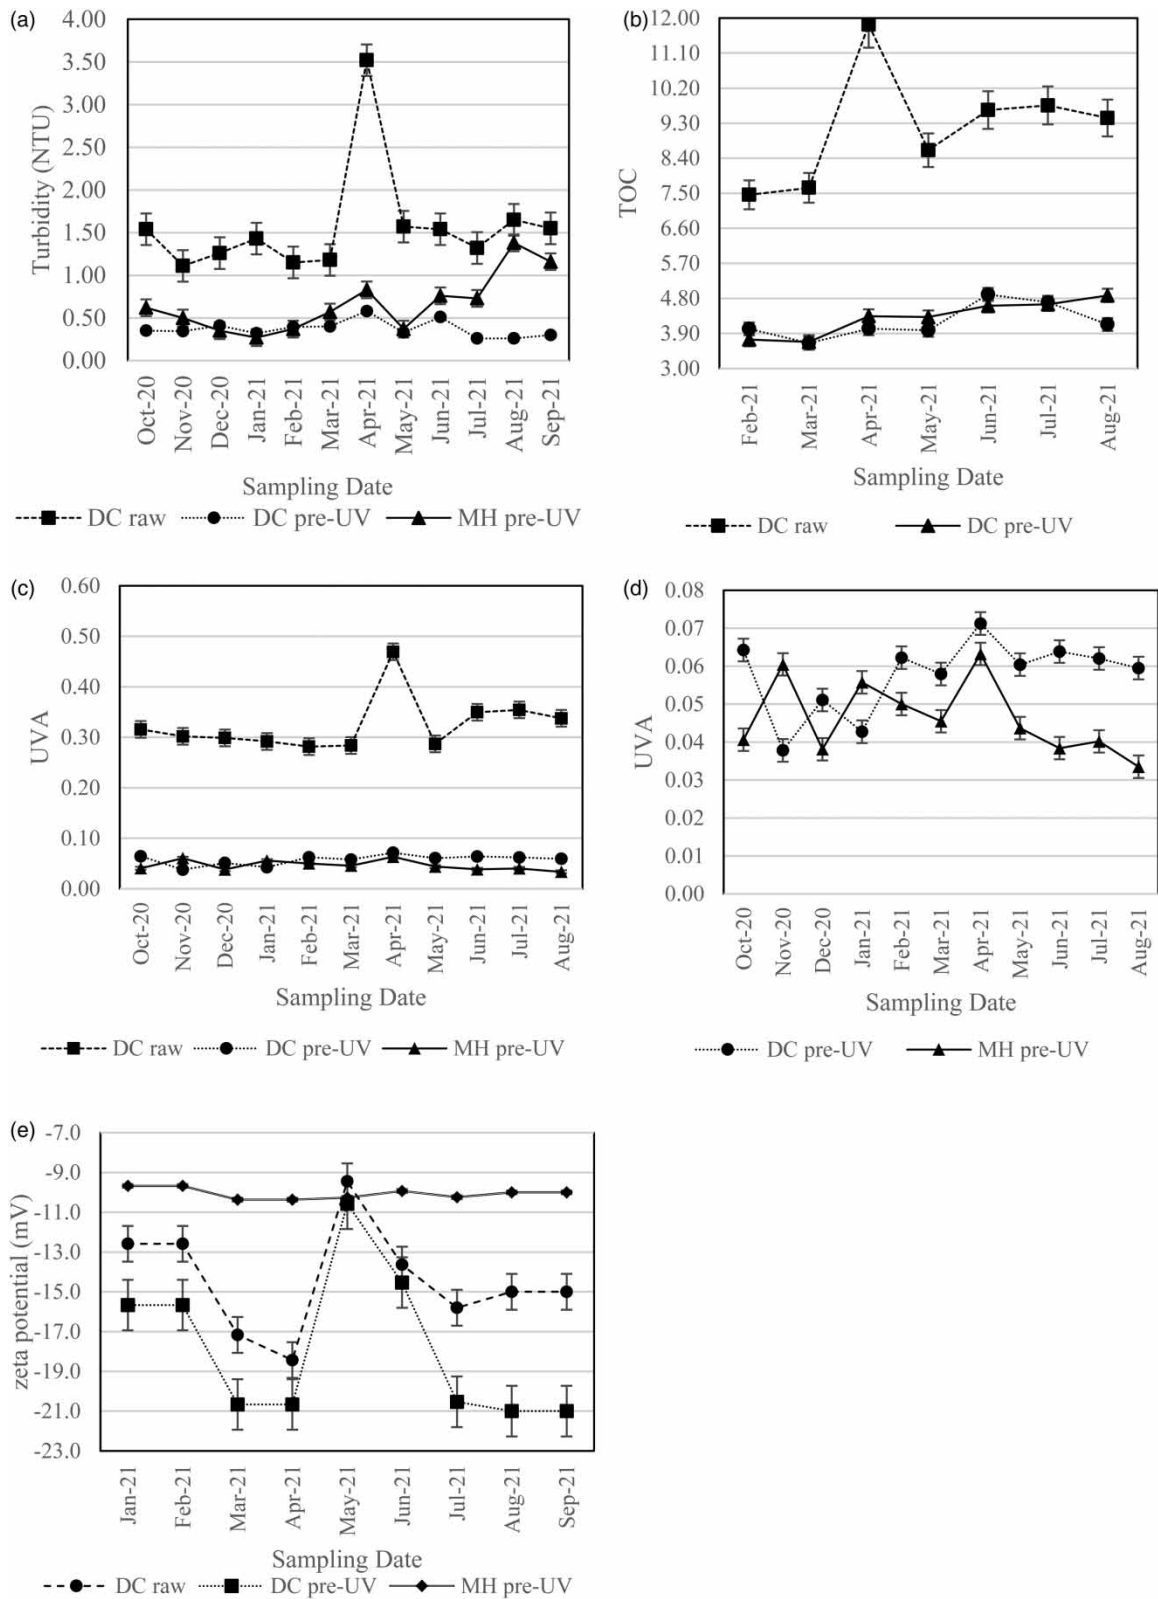 (a)
4.00
3.50
3.00
2.50
2.00
1.50
1.00
0.50
0.00
Turbidity (NTU)
Oct-20
Nov-20
Dec-20
Jan-21
Feb-21
Mar-21
Apr-21
May-21
Jun-21
Jul-21
Aug-21
Sep-21
Sampling Date
DC raw DC pre-UV MH pre-UV
(b)
12.00
11.10
10.20
9.30
8.40
7.50
6.60
5.70
4.80
3.90
3.00
TOC
Feb-21
Mar-21
Apr-21
May-21
Jun-21
Jul-21
Aug-21
Sampling Date
DC raw DC pre-UV
(c)
0.60
0.50
0.40
0.30
0.20
0.10
0.00
UVA
Oct-20
Nov-20
Dec-20
Jan-21
Feb-21
Mar-21
Apr-21
May-21
Jun-21
Jul-21
Aug-21
Sampling Date
DC raw DC pre-UV MH pre-UV
(d)
0.08
0.07
0.06
0.05
0.04
0.03
0.02
0.01
0.00
UVA
Oct-20
Nov-20
Dec-20
Jan-21
Feb-21
Mar-21
Apr-21
May-21
Jun-21
Jul-21
Aug-21
Sampling Date
DC pre-UV MH pre-UV
(e)
-7.0
-9.0
-11.0
-13.0
-15.0
-17.0
-19.0
-21.0
-23.0
zeta potential (mV)
Jan-21
Feb-21
Mar-21
Apr-21
May-21
Jun-21
Jul-21
Aug-21
Sep-21
Sampling Date
DC raw DC pre-UV MH pre-UV